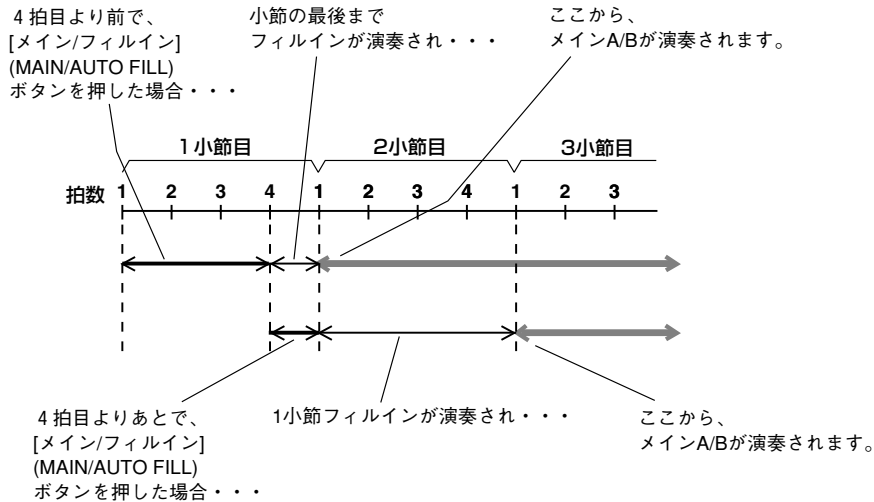 4 拍目より前で、
[メイン/フィルイン]
(MAIN/AUTO FILL)
ボタンを押した場合・・・
小節の最後まで
フィルインが演奏され・・・
ここから、
メインA/Bが演奏されます。
1小節目
2小節目
3小節目
拍数 1 2 3 4 1 2 3 4 1 2 3
4 拍目よりあとで、
[メイン/フィルイン]
(MAIN/AUTO FILL)
ボタンを押した場合・・・
1小節フィルインが演奏され・・・
ここから、
メインA/Bが演奏されます。